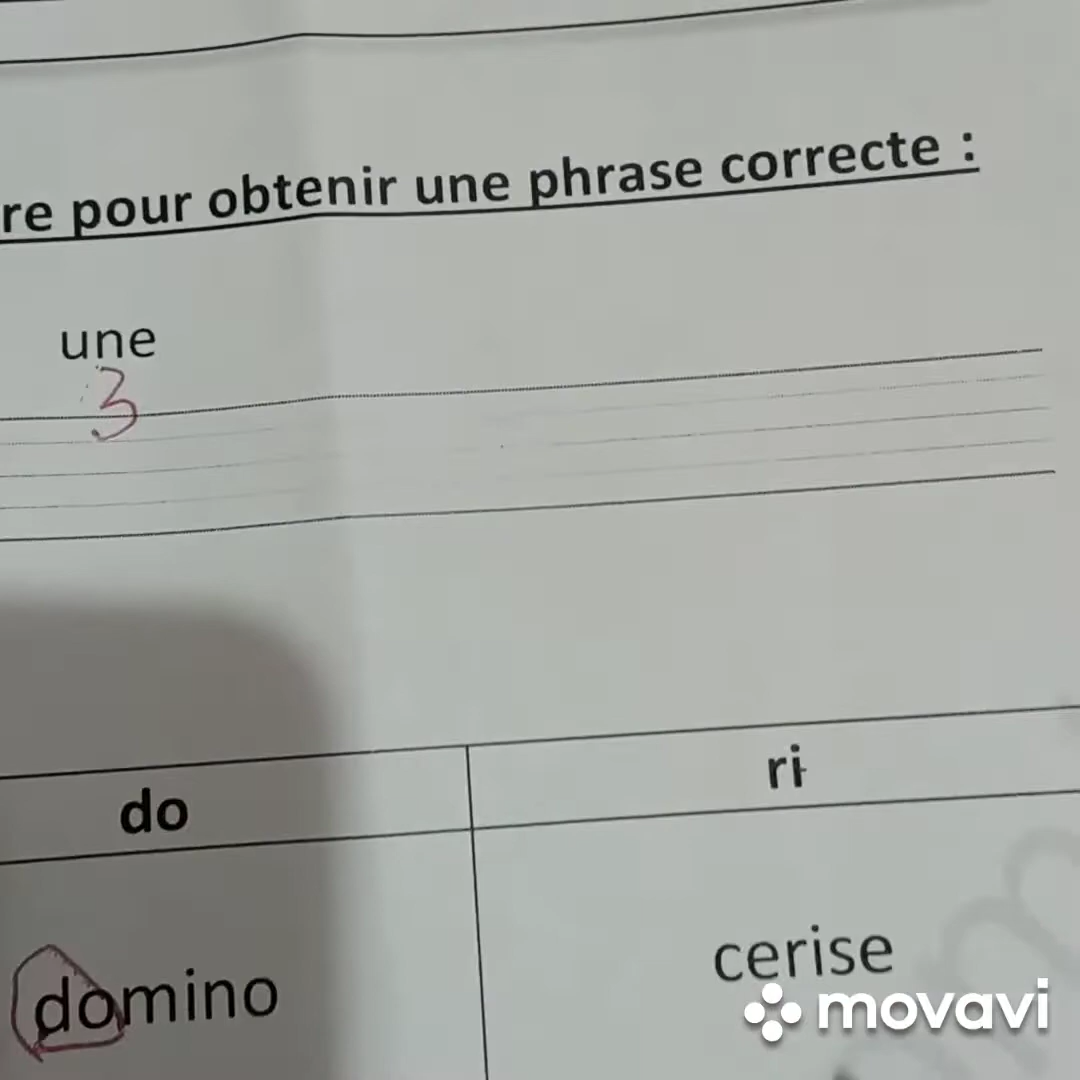 re pour obtenir une phrase correcte :
une
3
do ri
domino cerise
movavi